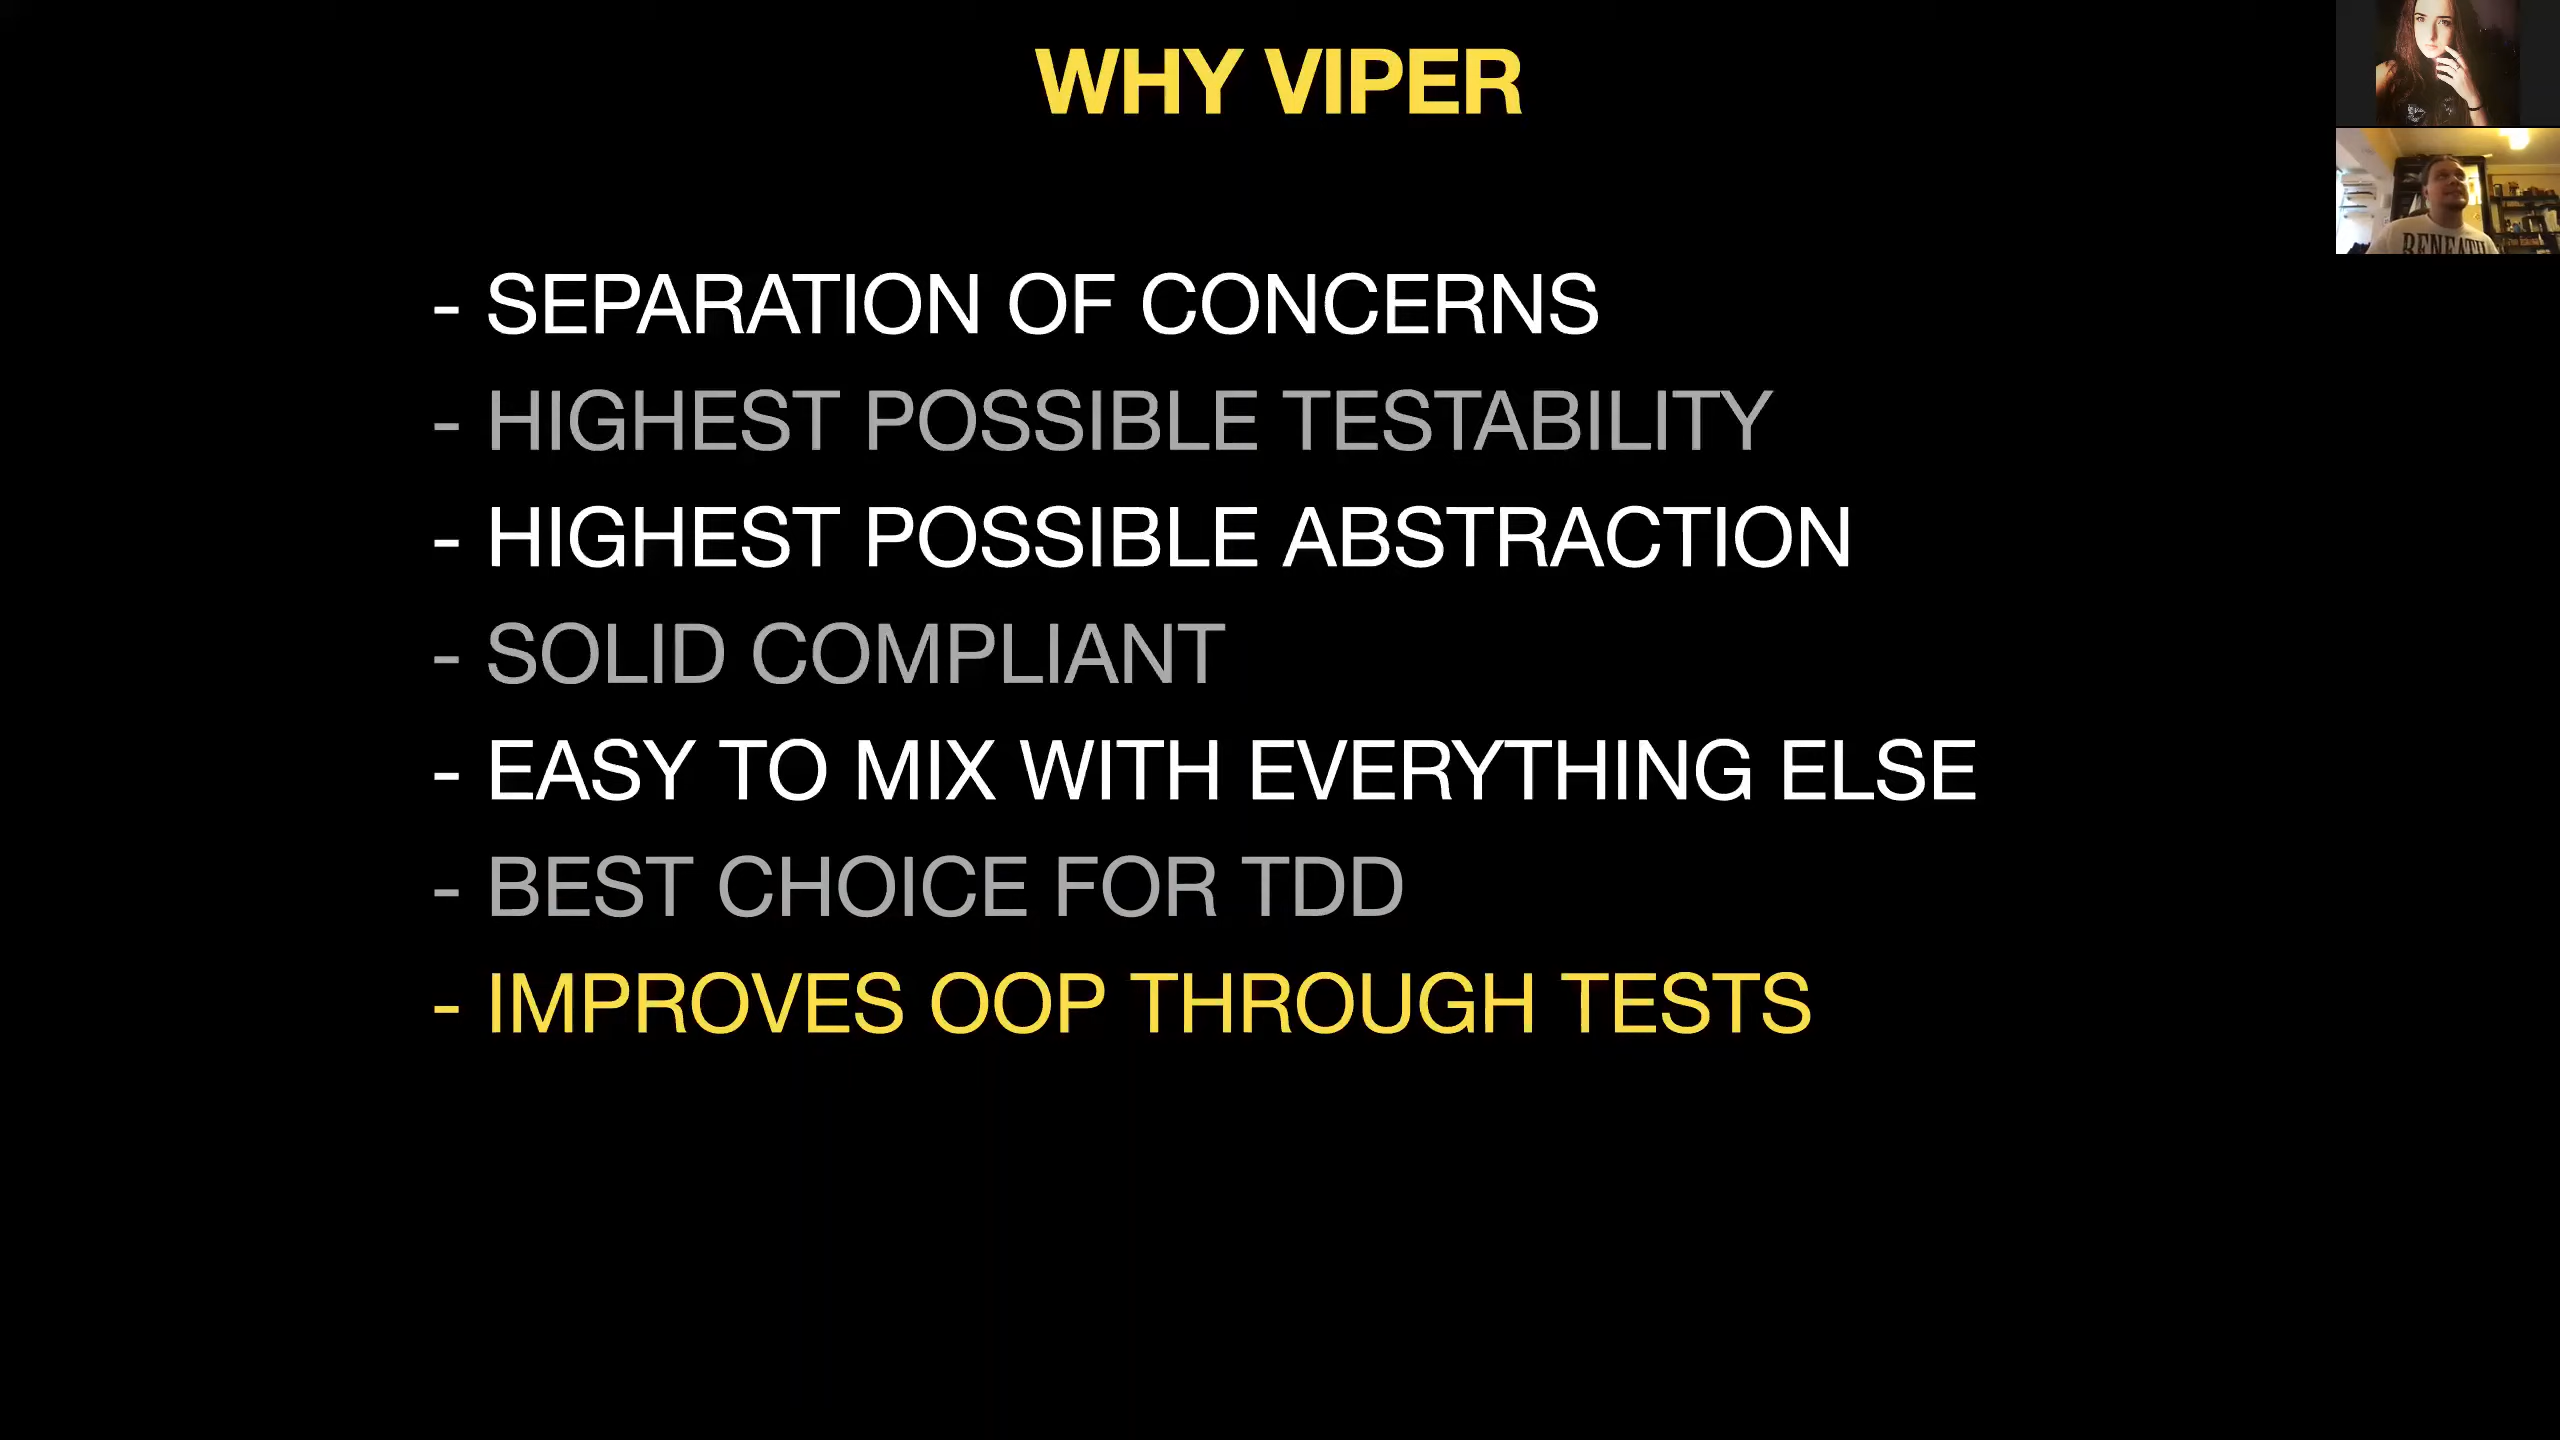 WHY VIPER
- SEPARATION OF CONCERNS
- HIGHEST POSSIBLE TESTABILITY
- HIGHEST POSSIBLE ABSTRACTION
- SOLID COMPLIANT
- EASY TO MIX WITH EVERYTHING ELSE
- BEST CHOICE FOR TDD
- IMPROVES OOP THROUGH TESTS
BENEATH